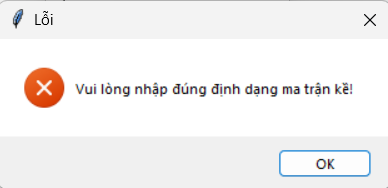 Lỗi
Vui lòng nhập đúng định dạng ma trận kề!
OK